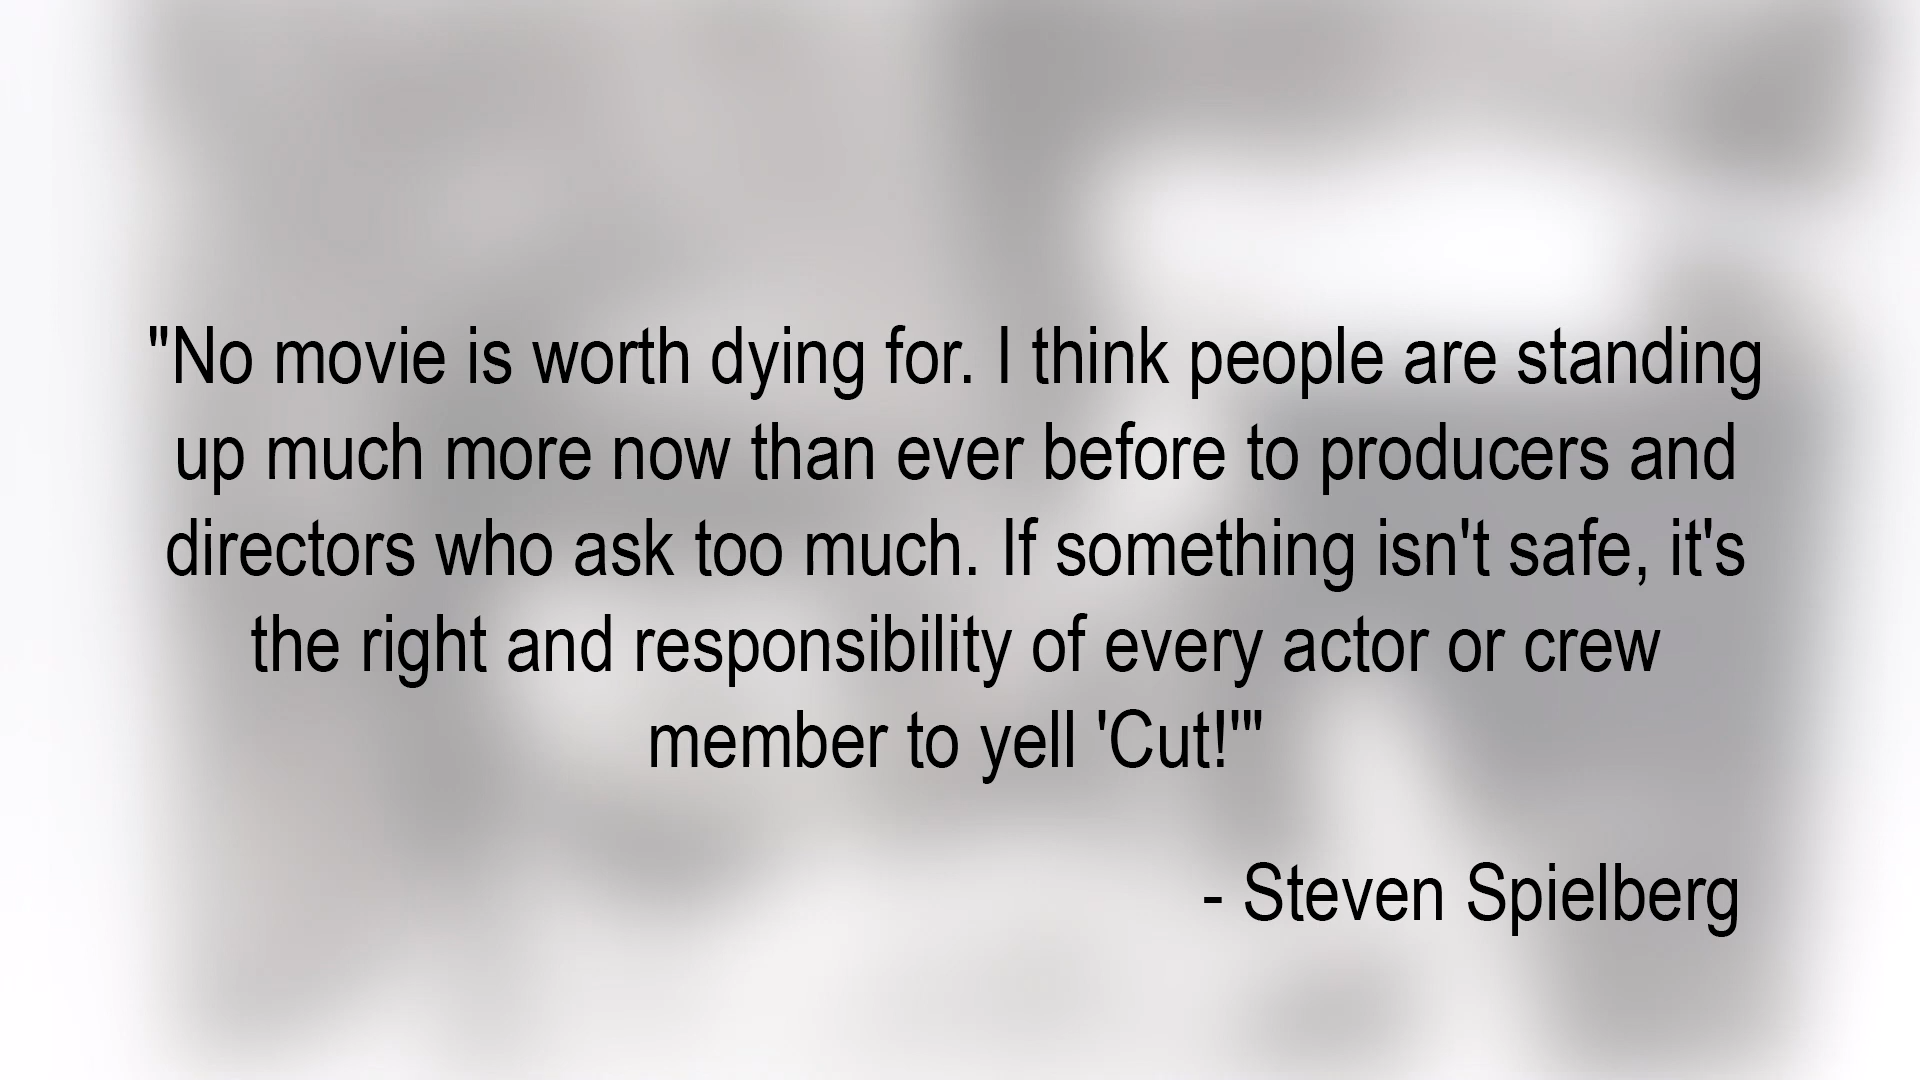 "No movie is worth dying for. I think people are standing
up much more now than ever before to producers and
directors who ask too much. If something isn't safe, it's
the right and responsibility of every actor or crew
member to yell 'Cut!'"
- Steven Spielberg